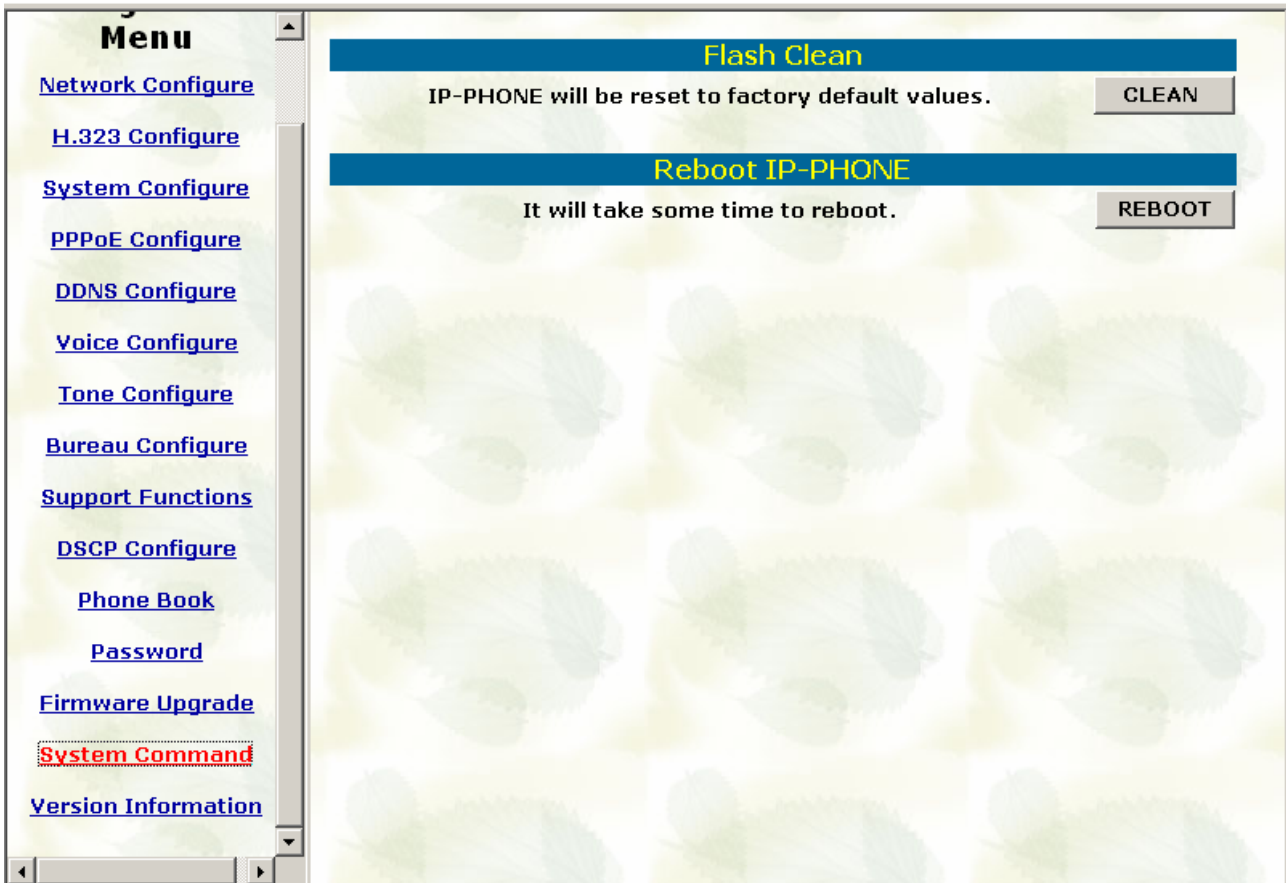 Menu
Network Configure
H.323 Configure
System Configure
PPPoE Configure
DDNS Configure
Voice Configure
Tone Configure
Bureau Configure
Support Functions
DSCP Configure
Phone Book
Password
Firmware Upgrade
System Command
Version Information
Flash Clean
IP-PHONE will be reset to factory default values. CLEAN
Reboot IP-PHONE
It will take some time to reboot. REBOOT